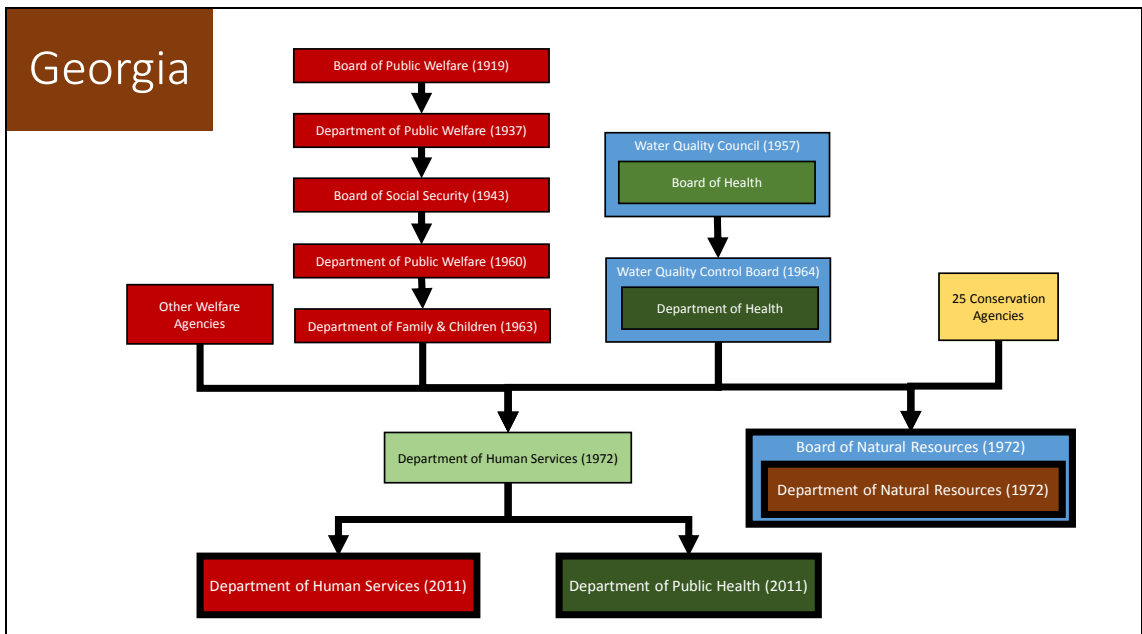 Georgia
Board of Public Welfare (1919)
Department of Public Welfare (1937)
Water Quality Council (1957)
Board of Health
Board of Social Security (1943)
Department of Public Welfare (1960)
Water Quality Control Board (1964)
Department of Health
Other Welfare
Agencies
Department of Family & Children (1963)
25 Conservation
Agencies
Department of Human Services (1972)
Board of Natural Resources (1972)
Department of Natural Resources (1972)
Department of Human Services (2011)
Department of Public Health (2011)